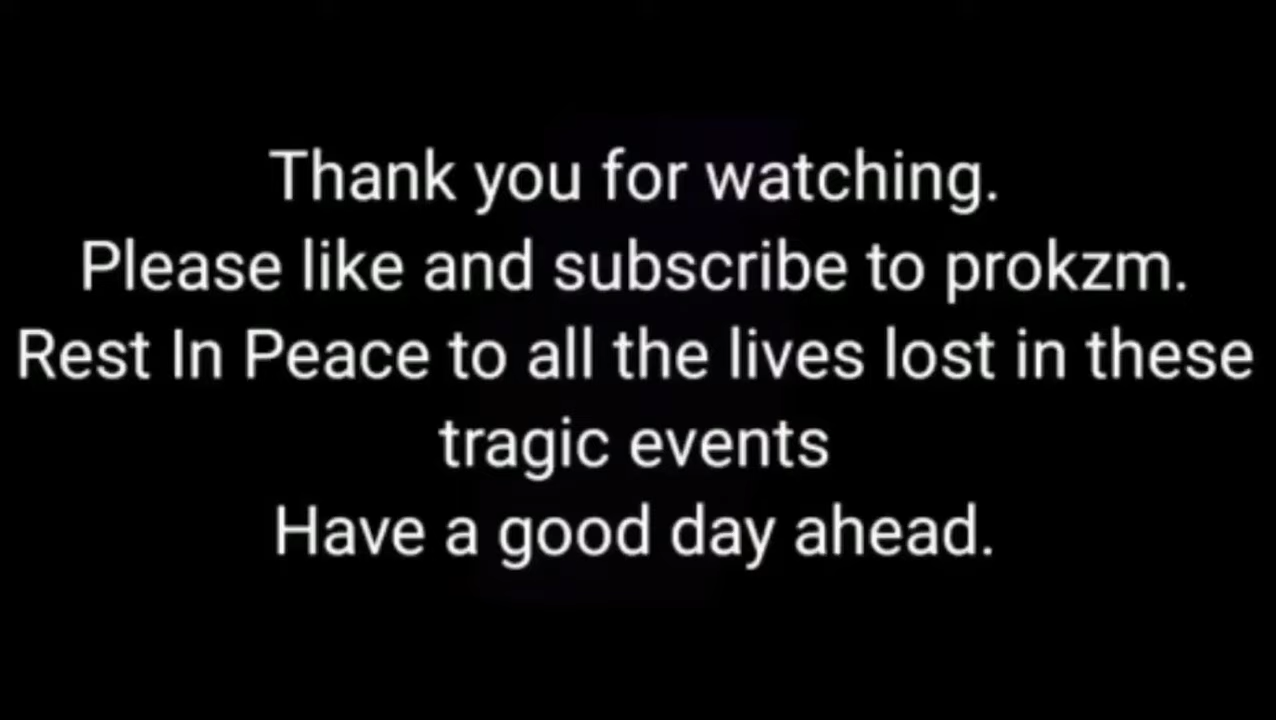 Thank you for watching.
Please like and subscribe to prokzm.
Rest In Peace to all the lives lost in these
tragic events
Have a good day ahead.